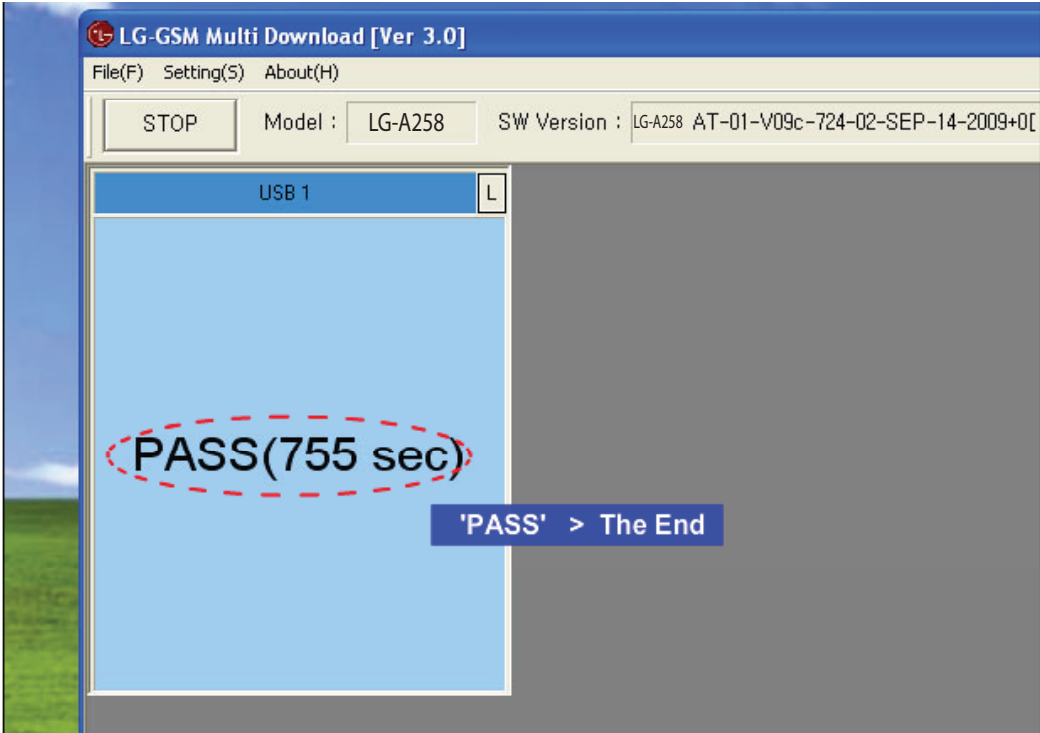 LG-GSM Multi Download [Ver 3.0]
File(F) Setting(S) About(H)
STOP Model : LG-A258 SW Version : LG-A258 AT-01-V09c-724-02-SEP-14-2009+0[
USB 1 L
PASS(755 sec)
'PASS' > The End